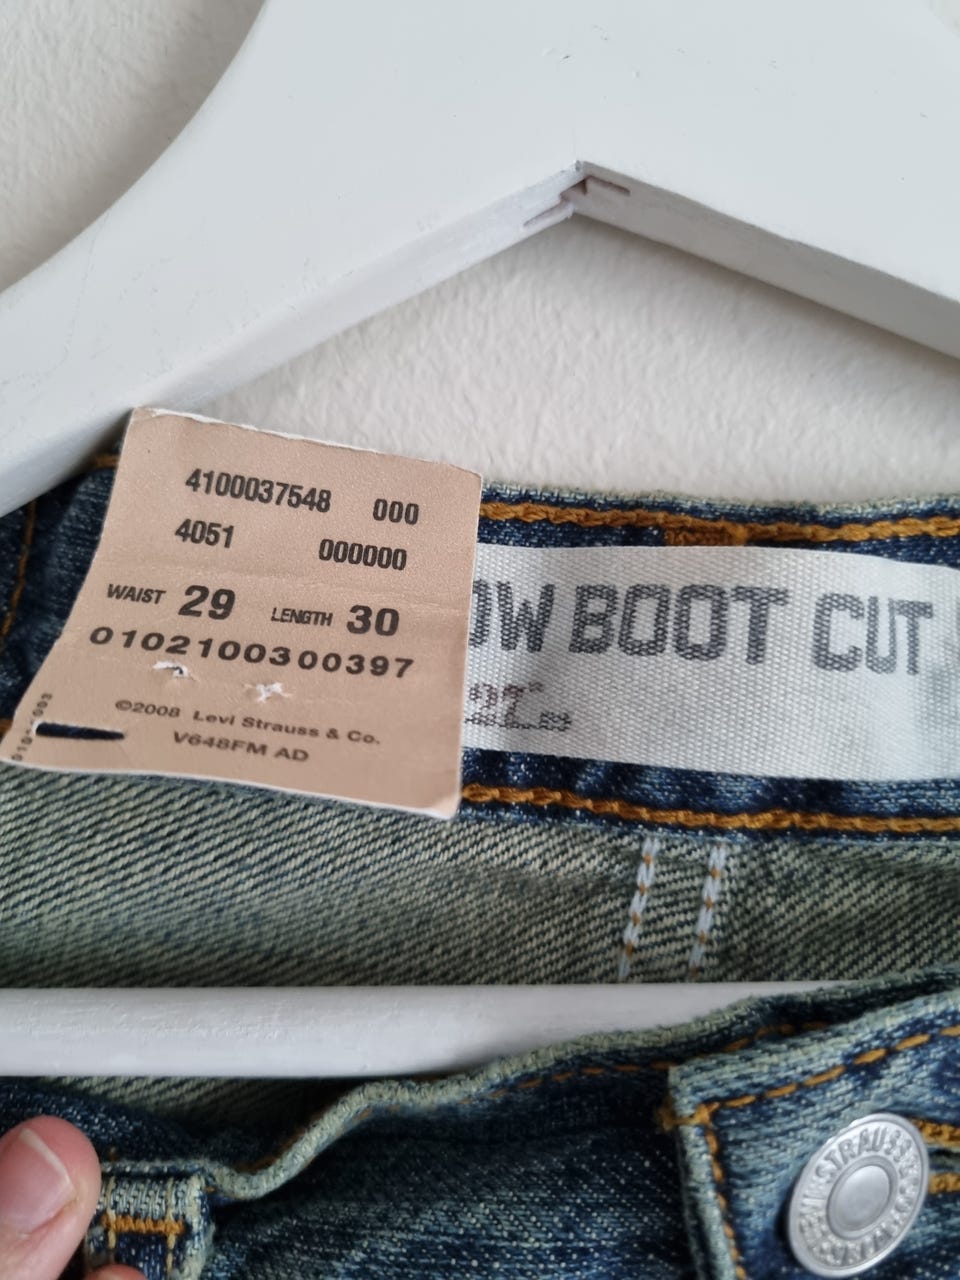 4100037548 000
4051 000000
WAIST 29 LENGTH 30
0102100300397
©2008 Levi Strauss & Co.
V648FM AD
OW BOOT CUT
STRAUSS